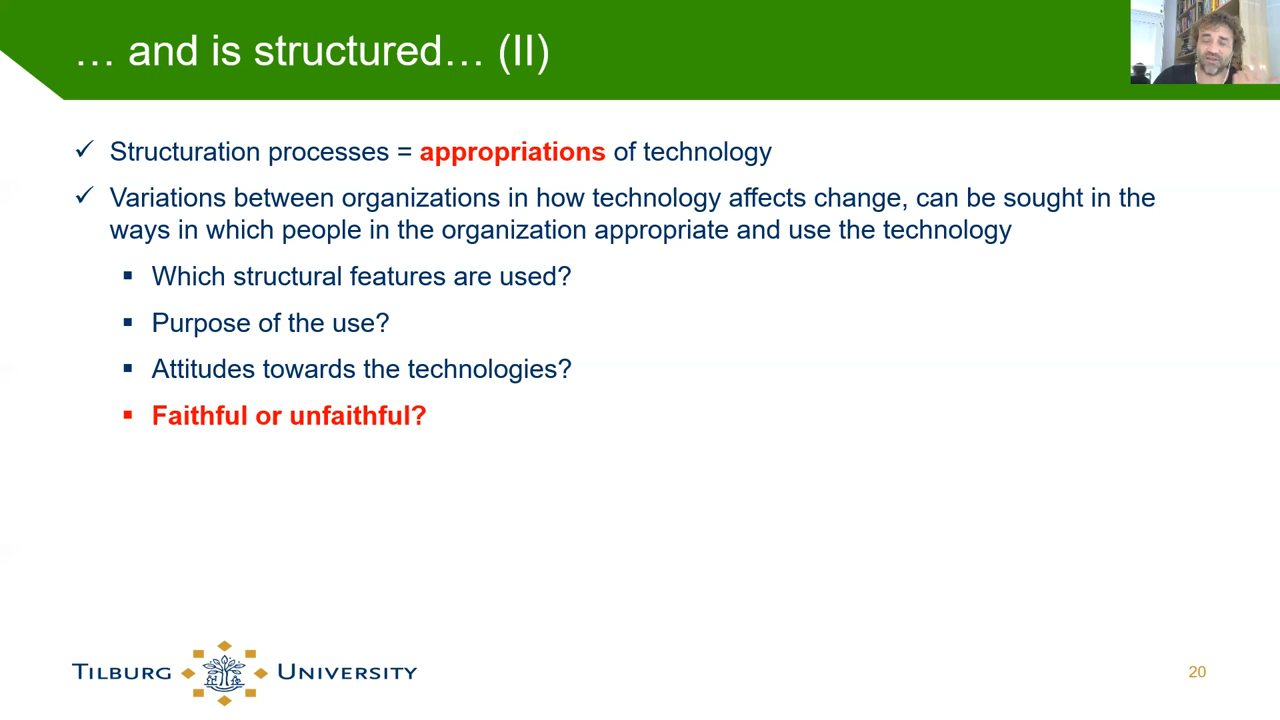 … and is structured… (II)
Structuration processes = appropriations of technology
Variations between organizations in how technology affects change, can be sought in the
ways in which people in the organization appropriate and use the technology
Which structural features are used?
Purpose of the use?
Attitudes towards the technologies?
Faithful or unfaithful?
TILBURG UNIVERSITY
20